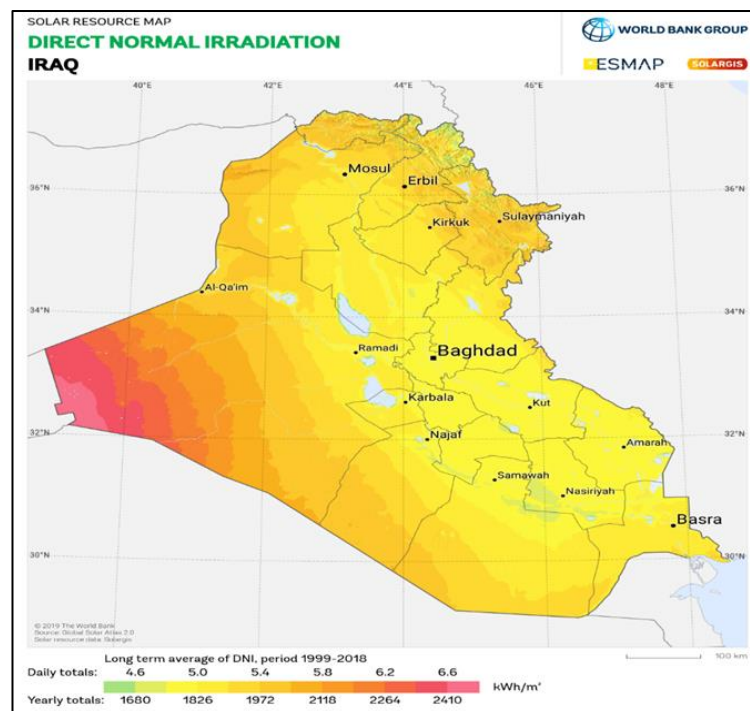 SOLAR RESOURCE MAP
DIRECT NORMAL IRRADIATION
IRAQ
WORLD BANK GROUP
ESMAP
SOLARGIS
40°E
42°E
44°E
46°E
48°E
Mosul
Erbil
36°N
36°N
Sulaymaniyah
Kirkuk
Al-Qa'im
34°N
34°N
Ramadi
Baghdad
Karbala
Kut
32°N
32°N
Najaf
Amarah
Samawah
Nasiriyah
Basra
30°N
30°N
© 2019 The World Bank
Source: Global Solar Atlas 2.0
Solar resource data: Solargis
Long term average of DNI, period 1999-2018
100 km
Daily totals: 4.6 5.0 5.4 5.8 6.2 6.6
kWh/m²
Yearly totals: 1680 1826 1972 2118 2264 2410